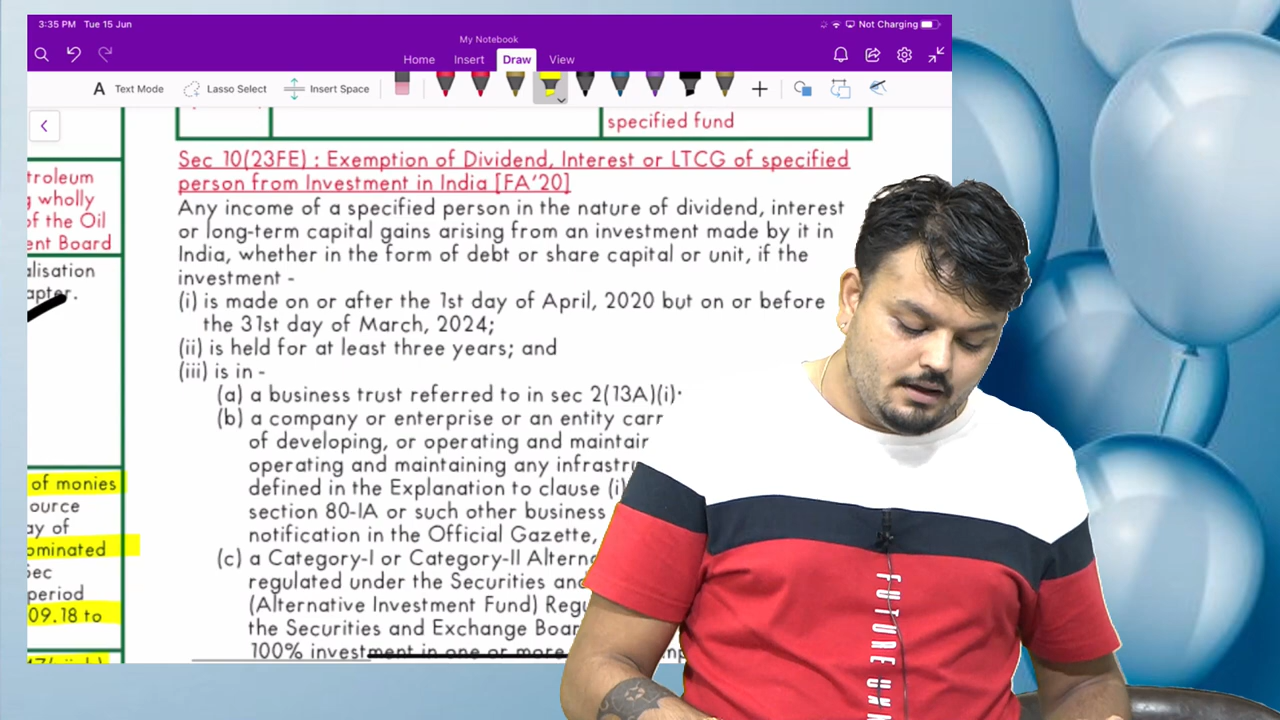 3:35 PM Tue 15 Jun
Not Charging
My Notebook
Home Insert Draw View
A Text Mode Lasso Select Insert Space
specified fund
Sec 10(23FE) : Exemption of Dividend, Interest or LTCG of specified
person from Investment in India [FA'20]
Any income of a specified person in the nature of dividend, interest
or long-term capital gains arising from an investment made by it in
India, whether in the form of debt or share capital or unit, if the
investment -
(i) is made on or after the 1st day of April, 2020 but on or before
the 31st day of March, 2024;
(ii) is held for at least three years; and
(iii) is in -
(a) a business trust referred to in sec 2(13A)(i)
(b) a company or enterprise or an entity carr
of developing, or operating and maintain
operating and maintaining any infrastru
defined in the Explanation to clause (i)
section 80-IA or such other business
notification in the Official Gazette,
(c) a Category-I or Category-II Alterna
regulated under the Securities and
(Alternative Investment Fund) Regu
the Securities and Exchange Boar
100% investment in one or more
troleum
g wholly
of the Oil
ent Board
alisation
apter.
of monies
ource
ay of
ominated
Sec
period
09.18 to
FUTURE